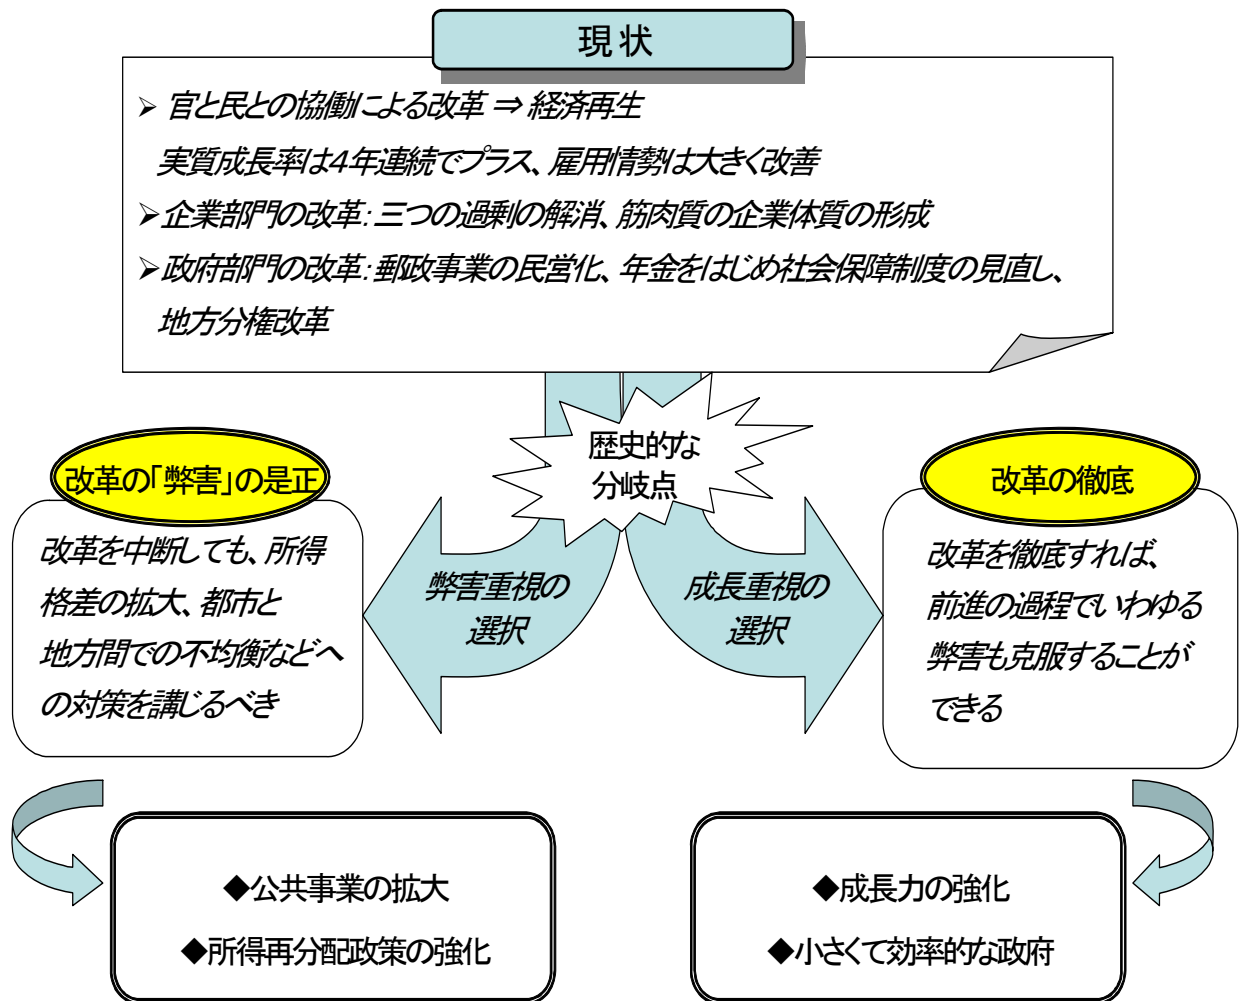 現状
➢ 官と民との協働による改革 ⇒ 経済再生
実質成長率は4年連続でプラス、雇用情勢は大きく改善
➢ 企業部門の改革：三つの過剰の解消、筋肉質の企業体質の形成
➢ 政府部門の改革：郵政事業の民営化、年金をはじめ社会保障制度の見直し、
地方分権改革
歴史的な
分岐点
改革の「弊害」の是正
改革を中断しても、所得
格差の拡大、都市と
地方間での不均衡などへ
の対策を講じるべき
弊害重視の
選択
成長重視の
選択
改革の徹底
改革を徹底すれば、
前進の過程でいわゆる
弊害も克服することが
できる
◆公共事業の拡大
◆所得再分配政策の強化
◆成長力の強化
◆小さくて効率的な政府